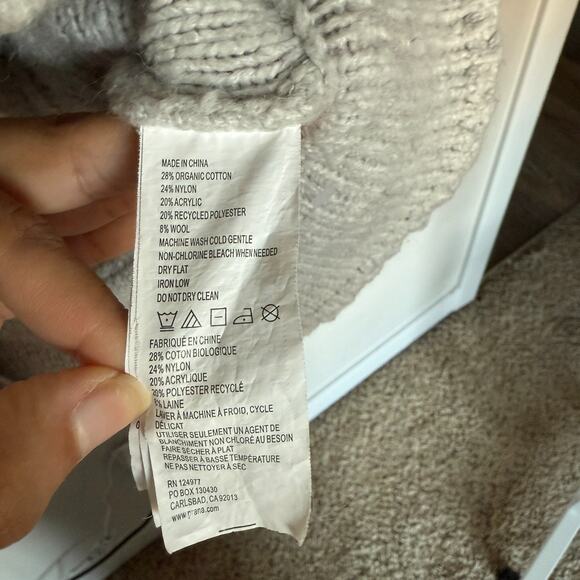 MADE IN CHINA
28% ORGANIC COTTON
24% NYLON
20% ACRYLIC
20% RECYCLED POLYESTER
8% WOOL
MACHINE WASH COLD GENTLE
NON-CHLORINE BLEACH WHEN NEEDED
DRY FLAT
IRON LOW
DO NOT DRY CLEAN
FABRIQUÉ EN CHINE
28% COTON BIOLOGIQUE
24% NYLON
20% ACRYLIQUE
20% POLYESTER RECYCLÉ
8% LAINE
LAVER À MACHINE À FROID, CYCLE
DÉLICAT
UTILISER SEULEMENT UN AGENT DE
BLANCHIMENT NON CHLORÉ AU BESOIN
FAIRE SÉCHER À PLAT
REPASSER À BASSE TEMPÉRATURE
NE PAS NETTOYER À SEC
RN 124977
PO BOX 130430
CARLSBAD, CA 92013